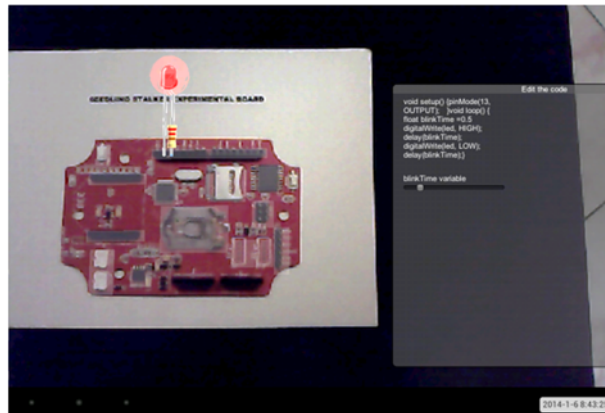 SEEDUINO STALKER EXPERIMENTAL BOARD
Edit the code
void setup() {pinMode(13,
OUTPUT); }void loop() {
float blinkTime =0.5
digitalWrite(led, HIGH);
delay(blinkTime);
digitalWrite(led, LOW);
delay(blinkTime);}
blinkTime variable
2014-1-6 8:43:2